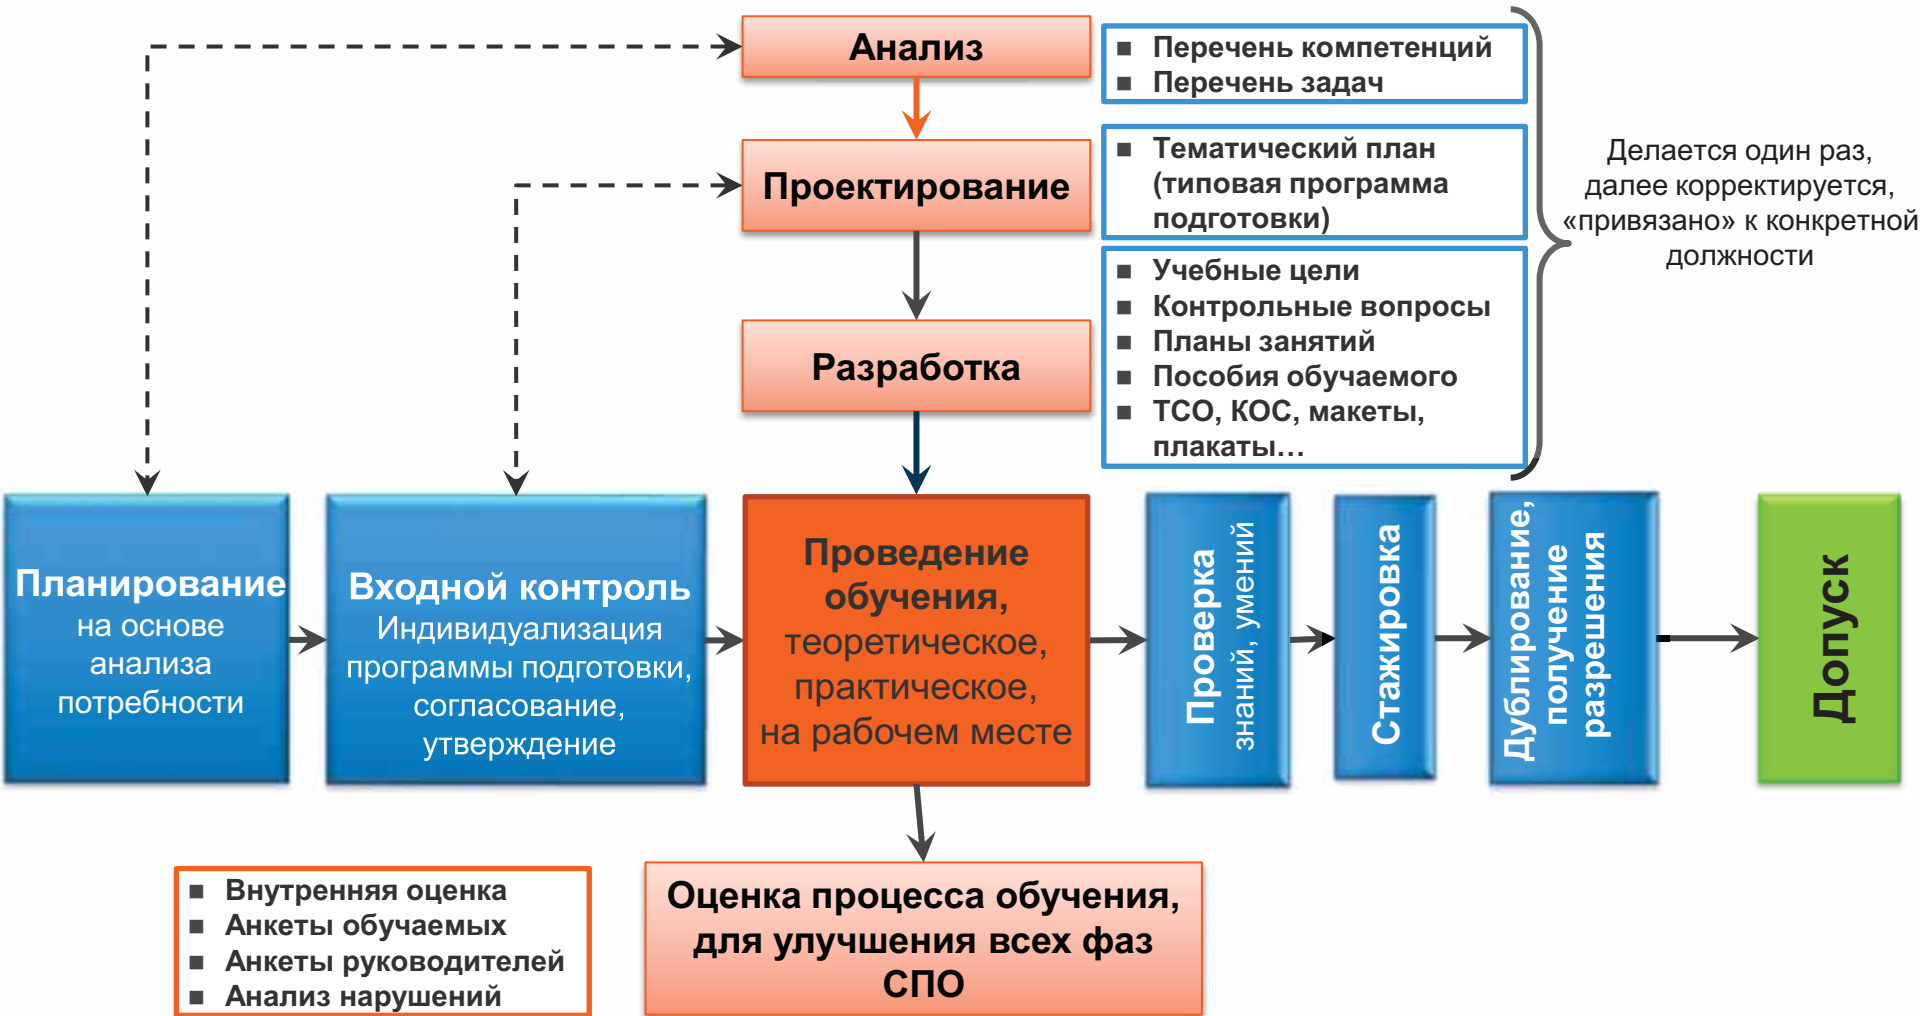 Анализ
■ Перечень компетенций
■ Перечень задач
Проектирование
■ Тематический план
(типовая программа
подготовки)
Делается один раз,
далее корректируется,
«привязано» к конкретной
должности
Разработка
■ Учебные цели
■ Контрольные вопросы
■ Планы занятий
■ Пособия обучаемого
■ ТСО, КОС, макеты,
плакаты…
Планирование
на основе
анализа
потребности
Входной контроль
Индивидуализация
программы подготовки,
согласование,
утверждение
Проведение
обучения,
теоретическое,
практическое,
на рабочем месте
Проверка
знаний, умений
Стажировка
Дублирование,
получение
разрешения
Допуск
■ Внутренняя оценка
■ Анкеты обучаемых
■ Анкеты руководителей
■ Анализ нарушений
Оценка процесса обучения,
для улучшения всех фаз
СПО